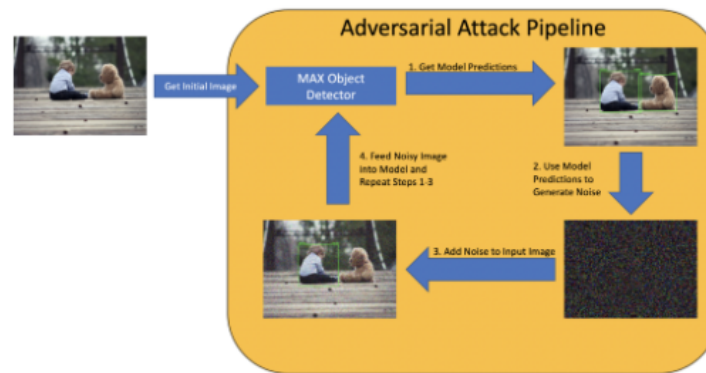 Adversarial Attack Pipeline
Get Initial Image
MAX Object
Detector
1. Get Model Predictions
2. Use Model
Predictions to
Generate Noise
3. Add Noise to Input Image
4. Feed Noisy Image
into Model and
Repeat Steps 1-3